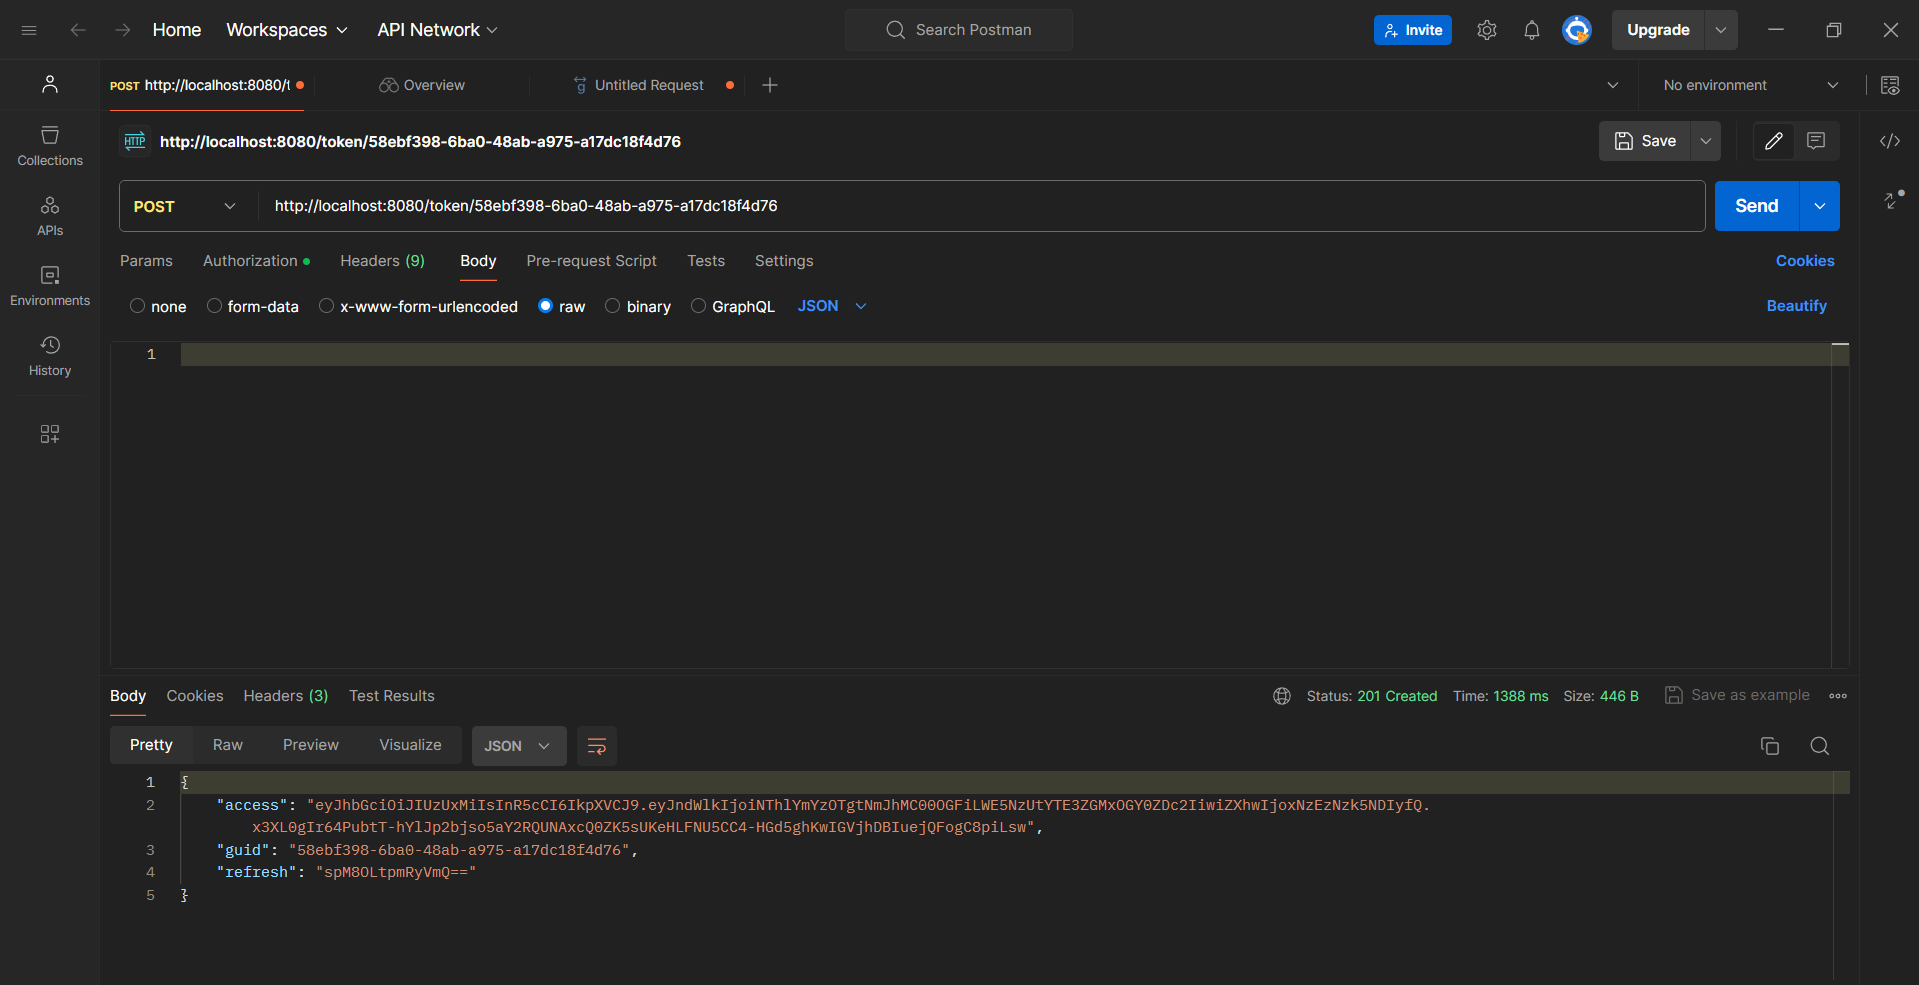 Home Workspaces API Network Search Postman Invite Upgrade
POST http://localhost:8080/t Overview Untitled Request No environment
HTTP http://localhost:8080/token/58ebf398-6ba0-48ab-a975-a17dc18f4d76 Save
Collections
APIs
Environments
History
POST http://localhost:8080/token/58ebf398-6ba0-48ab-a975-a17dc18f4d76 Send
Params Authorization Headers (9) Body Pre-request Script Tests Settings Cookies
none form-data x-www-form-urlencoded raw binary GraphQL JSON Beautify
1
Body Cookies Headers (3) Test Results Status: 201 Created Time: 1388 ms Size: 446 B Save as example
Pretty Raw Preview Visualize JSON
1 {
2 "access": "eyJhbGciOiJIUzUxMiIsInR5cCI6IkpXVCJ9.eyJndWlkIjoiNThlYmYzOTgtNmJhMC00OGFiLWE5NzUtYTE3ZGMxOGY0ZDc2IiwiZXhwIjoxNzEzNzk5NDIyfQ.
x3XL0gIr64PubtT-hYlJp2bjso5aY2RQUNAxcQ0ZK5sUKeHLFNU5CC4-HGd5ghKwIGVjhDBIuejQFogC8piLsw",
3 "guid": "58ebf398-6ba0-48ab-a975-a17dc18f4d76",
4 "refresh": "spM8OLtpmRyVmQ=="
5 }